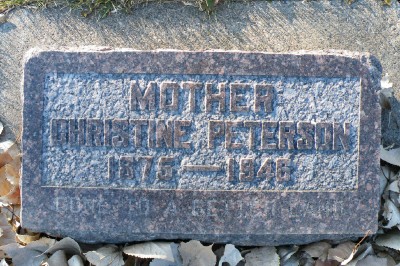 MOTHER
CHRISTINE PETERSON
1875 — 1946